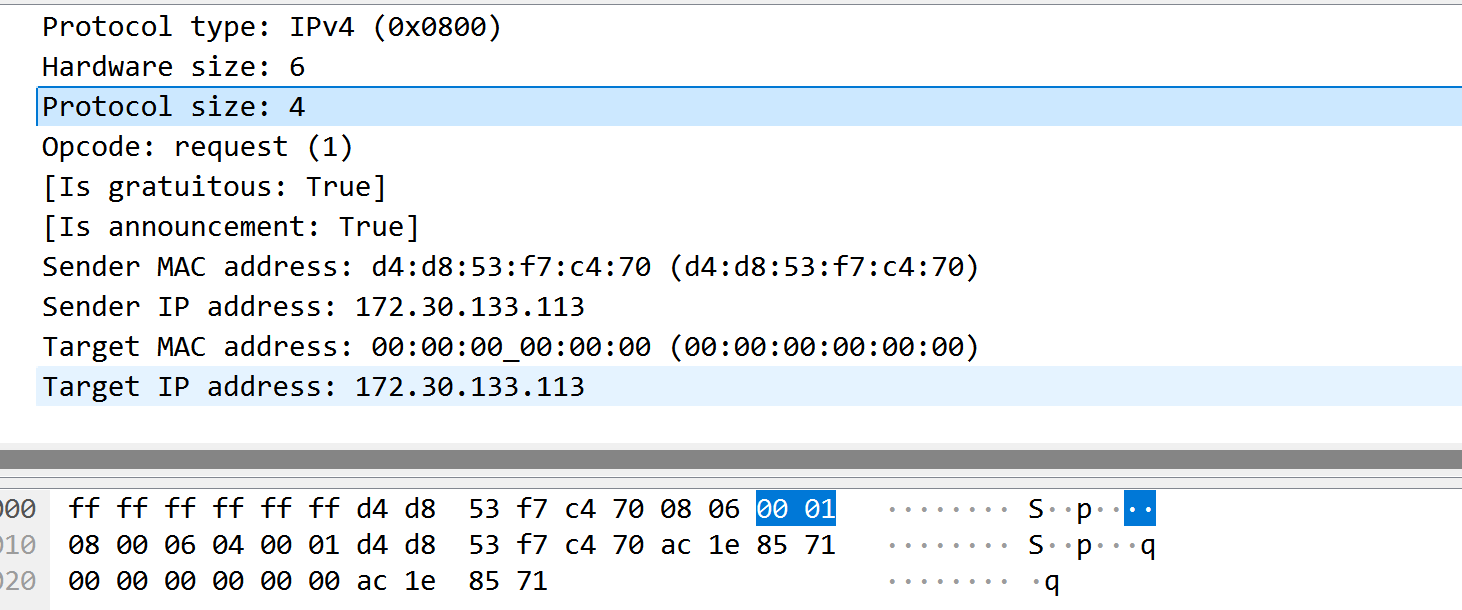 Protocol type: IPv4 (0x0800)
Hardware size: 6
Protocol size: 4
Opcode: request (1)
[Is gratuitous: True]
[Is announcement: True]
Sender MAC address: d4:d8:53:f7:c4:70 (d4:d8:53:f7:c4:70)
Sender IP address: 172.30.133.113
Target MAC address: 00:00:00_00:00:00 (00:00:00:00:00:00)
Target IP address: 172.30.133.113
000 ff ff ff ff ff ff d4 d8 53 f7 c4 70 08 06 00 01 ········ S··p····
010 08 00 06 04 00 01 d4 d8 53 f7 c4 70 ac 1e 85 71 ········ S··p···q
020 00 00 00 00 00 00 ac 1e 85 71 ········ ·q